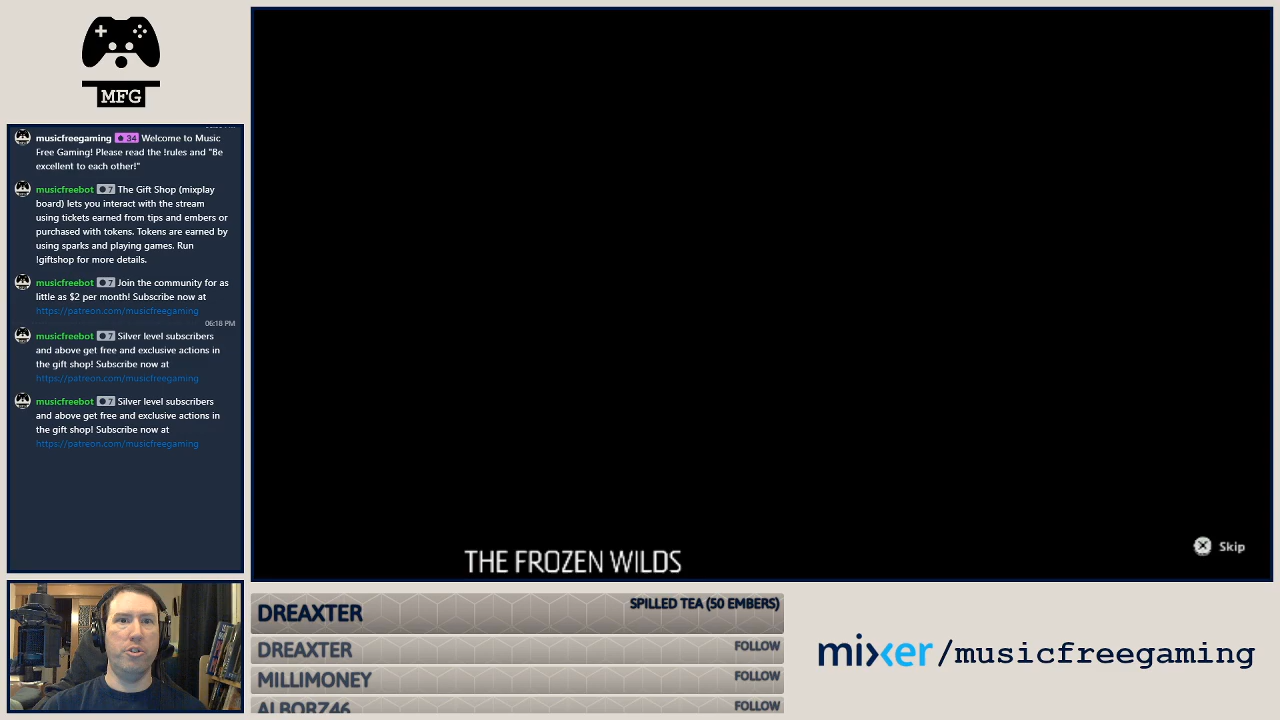 MFG
musicfreegaming 34 Welcome to Music
Free Gaming! Please read the !rules and "Be
excellent to each other!"
musicfreebot 7 The Gift Shop (mixplay
board) lets you interact with the stream
using tickets earned from tips and embers or
purchased with tokens. Tokens are earned by
using sparks and playing games. Run
!giftshop for more details.
musicfreebot 7 Join the community for as
little as $2 per month! Subscribe now at
https://patreon.com/musicfreegaming
06:18 PM
musicfreebot 7 Silver level subscribers
and above get free and exclusive actions in
the gift shop! Subscribe now at
https://patreon.com/musicfreegaming
musicfreebot 7 Silver level subscribers
and above get free and exclusive actions in
the gift shop! Subscribe now at
https://patreon.com/musicfreegaming
THE FROZEN WILDS
Skip
DREAXTER SPILLED TEA (50 EMBERS)
DREAXTER FOLLOW
MILLIMONEY FOLLOW
ALBORZ46 FOLLOW
mixer/musicfreegaming